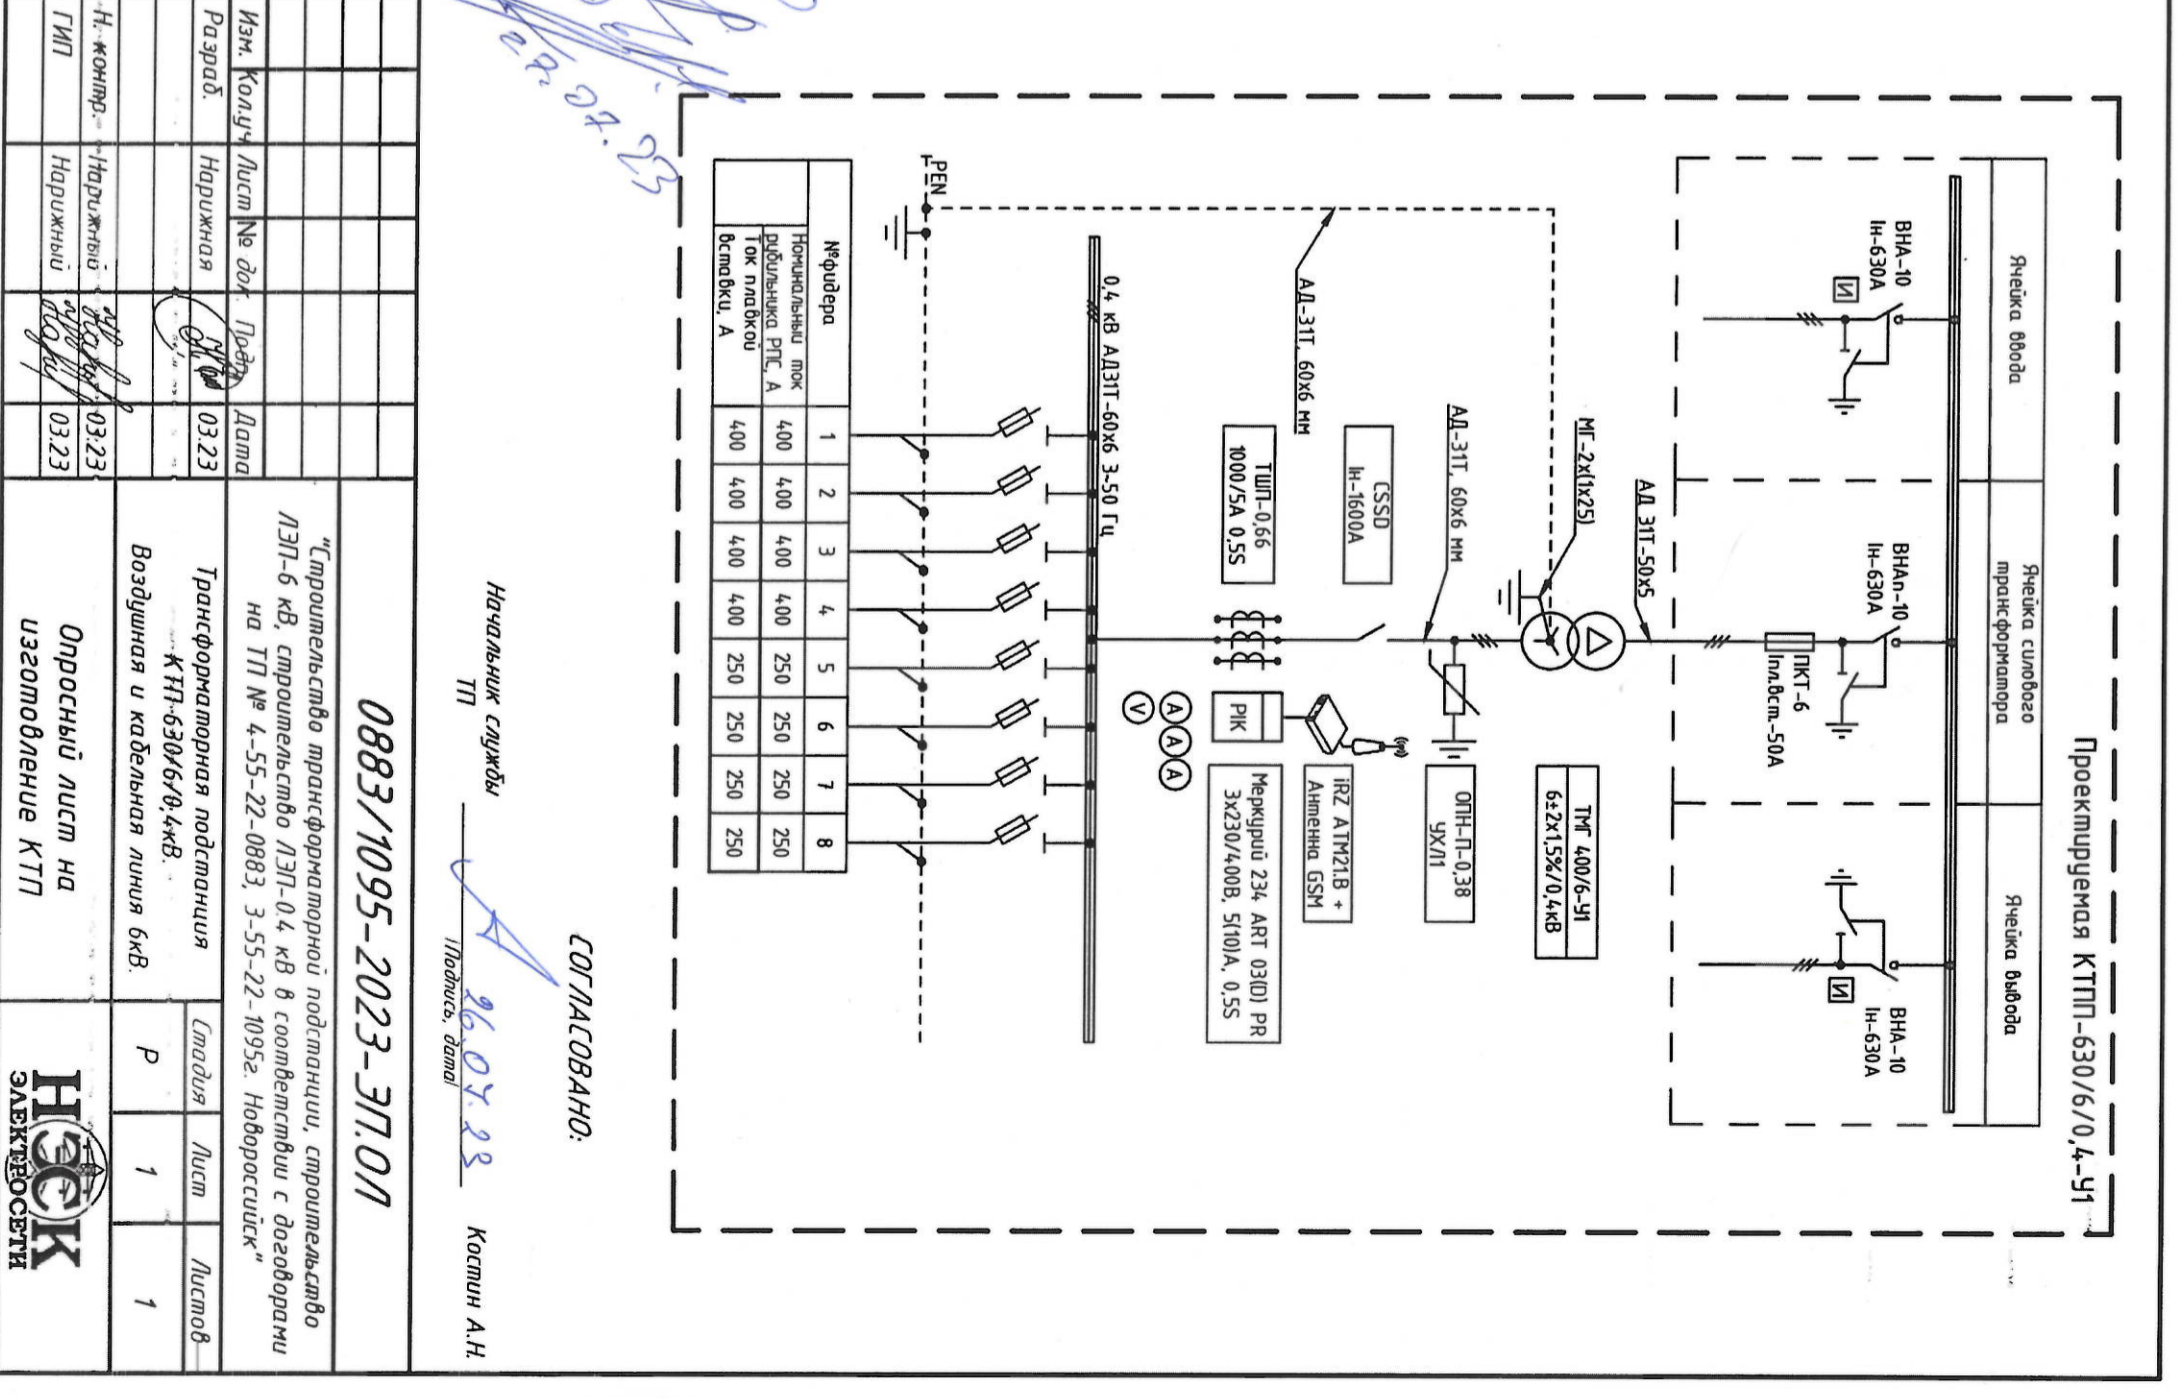 Проектируемая КТПП-630/6/0,4-У1
Ячейка ввода
Ячейка силового
трансформатора
Ячейка вывода
ВНА-10
Iн-630А
И
ВНАп-10
Iн-630А
ПКТ-6
Iпл.вст.-50А
ВНА-10
Iн-630А
И
АД 31Т-50х5
МГ-2х(1х25)
ТМГ 400/6-У1
6±2х1,5%/0,4кВ
АД-31Т, 60х6 мм
ОПН-П-0,38
УХЛ1
CSSD
Iн-1600А
iRZ ATM21.B +
Антенна GSM
АД-31Т, 60х6 мм
ТШП-0,66
1000/5А 0,5S
PIK
Меркурий 234 ART 03(D) PR
3х230/400В, 5(10)А, 0,5S
A A A
V
0,4 кВ АД31Т-60х6 3~50 Гц
PEN
№фидера 1 2 3 4 5 6 7 8
Номинальный ток
рубильника РПС, А 400 400 400 400 250 250 250 250
Ток плавкой
вставки, А 400 400 400 400 250 250 250 250
27.07.23
СОГЛАСОВАНО:
Начальник службы
ТП
26.07.23
Костин А.Н.
(Подпись, дата)
0883/1095-2023-ЭП.ОЛ
"Строительство трансформаторной подстанции, строительство
ЛЭП-6 кВ, строительство ЛЭП-0.4 кВ в соответствии с договорами
на ТП № 4-55-22-0883, 3-55-22-1095г. Новороссийск"
Изм. Кол.уч Лист № док. Подп. Дата
Разраб. Нарижная 03.23
Н. контр. Нарижный 03.23
ГИП Нарижный 03.23
Трансформаторная подстанция
КТП-630/6/0,4кВ.
Воздушная и кабельная линия 6кВ.
Стадия Лист Листов
Р 1 1
Опросный лист на
изготовление КТП
НЭСК
ЭЛЕКТРОСЕТИ